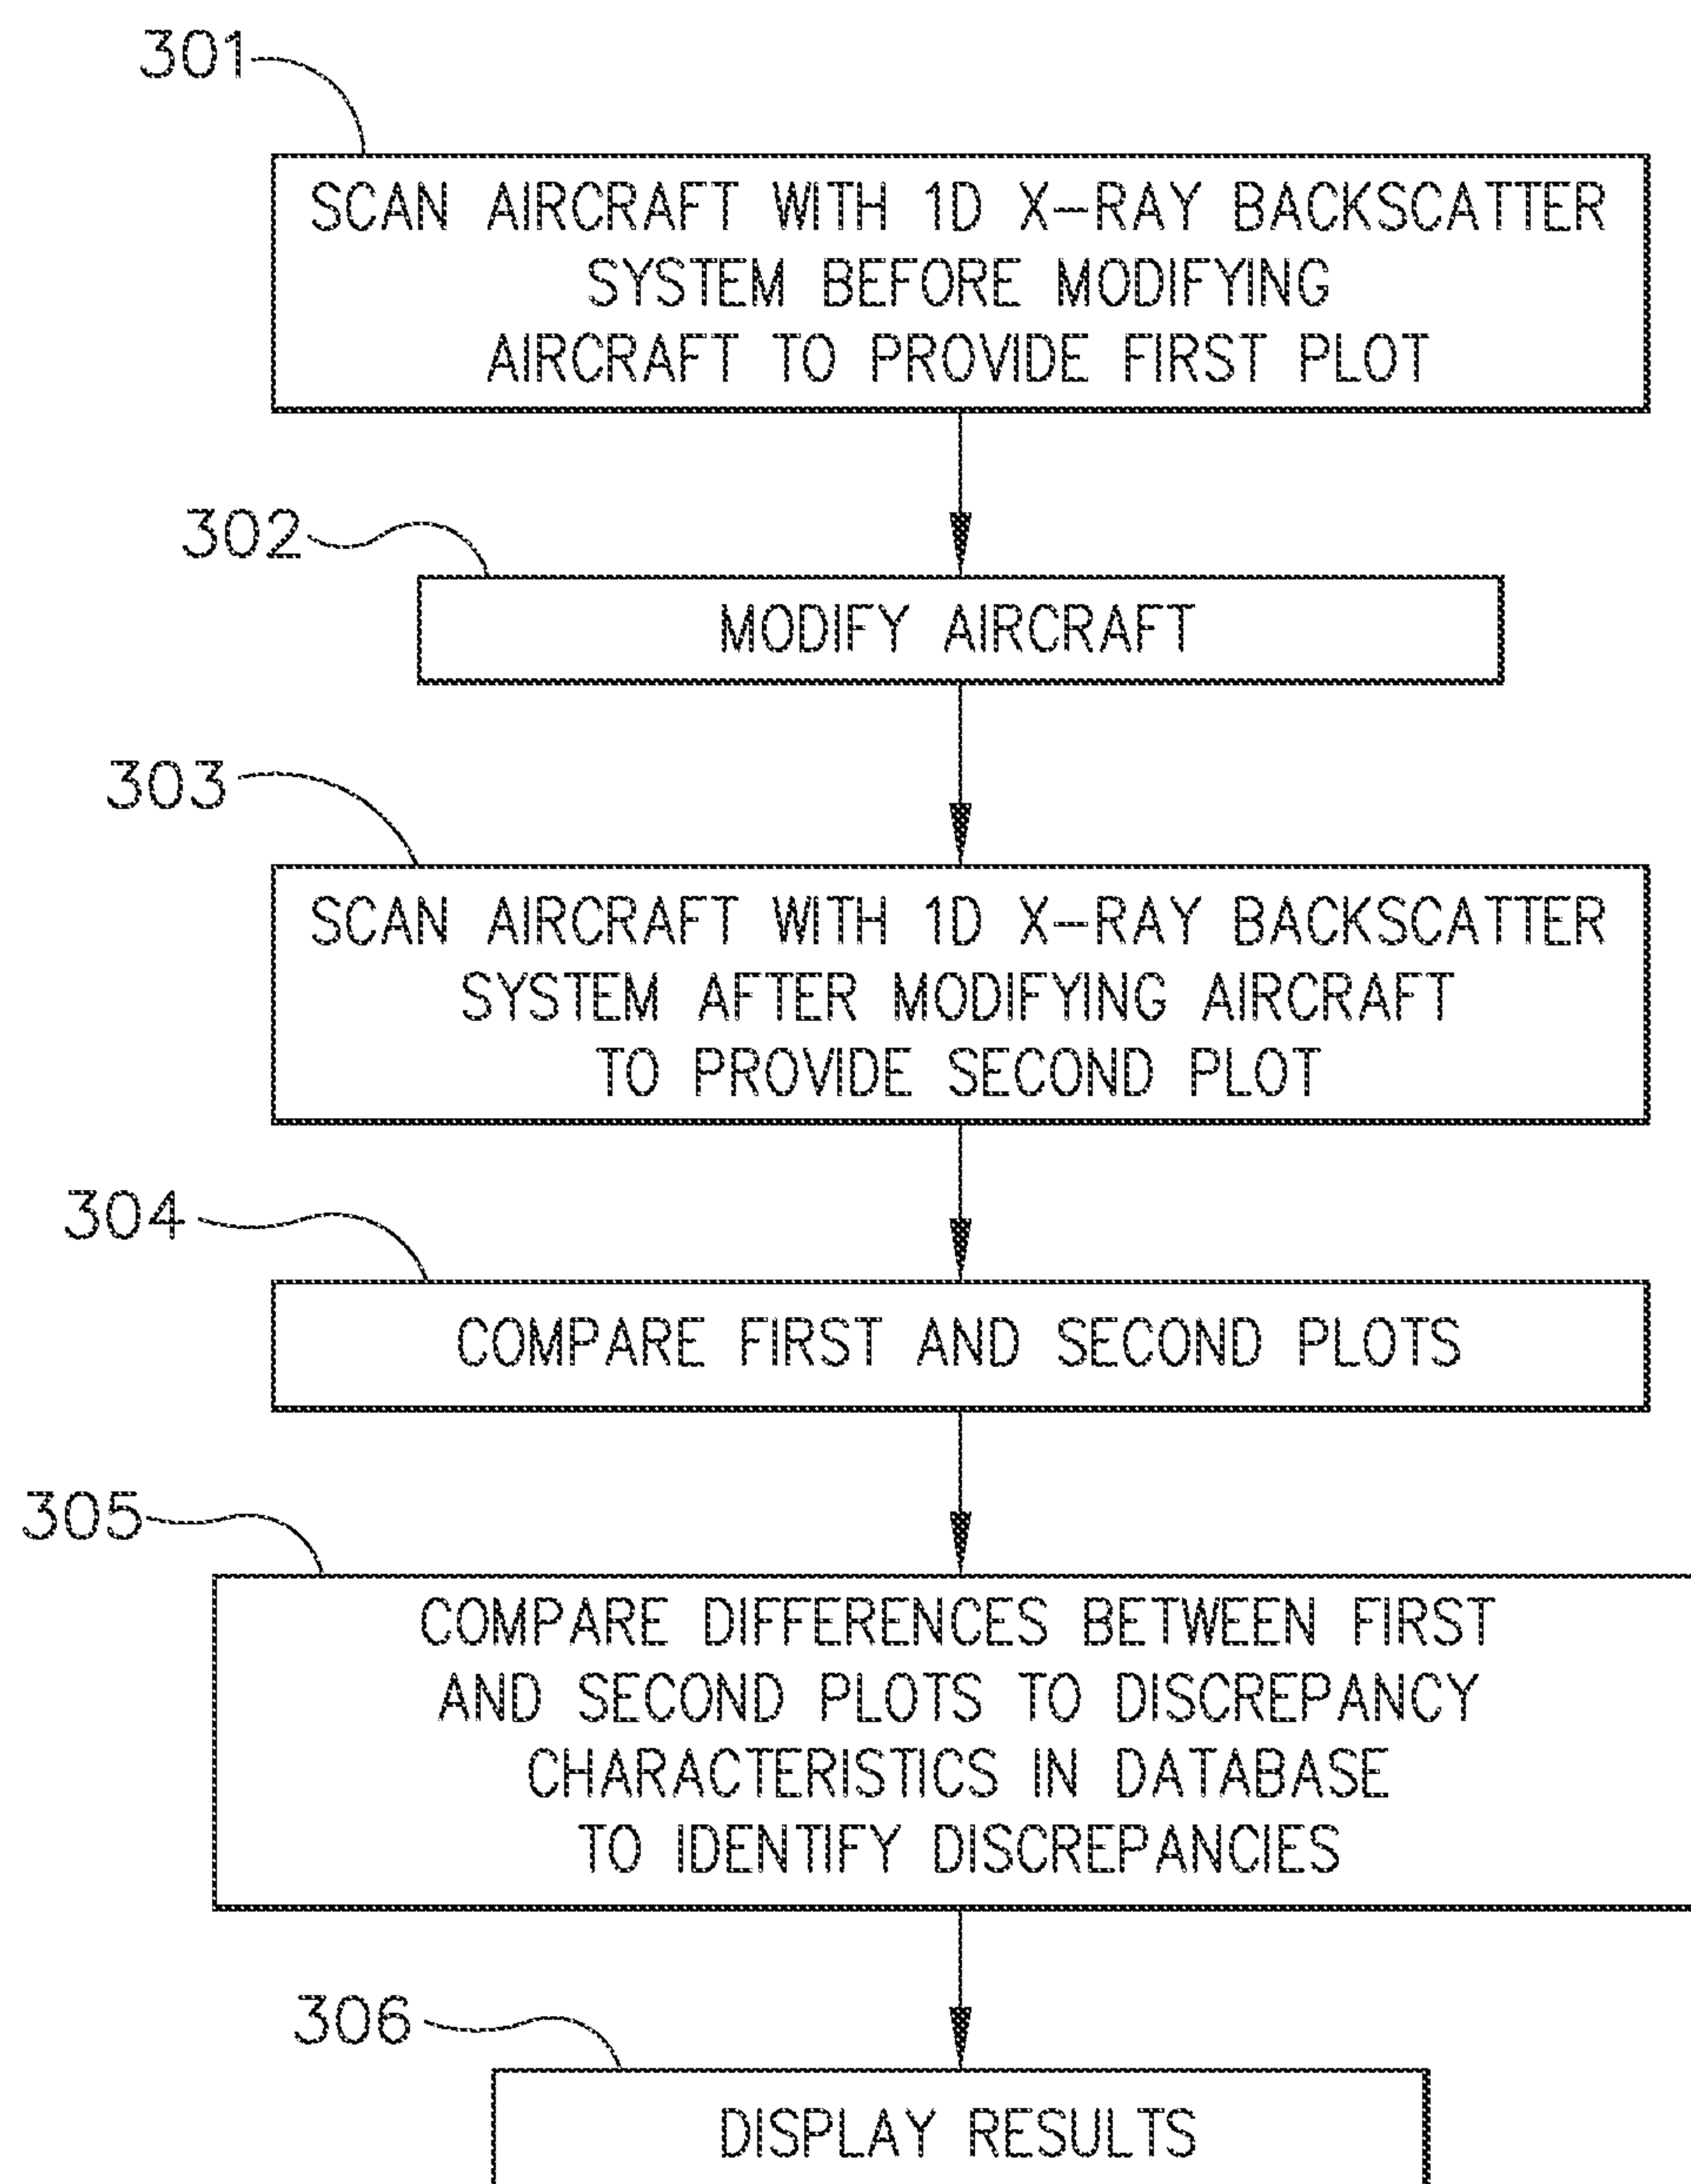 301
SCAN AIRCRAFT WITH 1D X-RAY BACKSCATTER
SYSTEM BEFORE MODIFYING
AIRCRAFT TO PROVIDE FIRST PLOT
302
MODIFY AIRCRAFT
303
SCAN AIRCRAFT WITH 1D X-RAY BACKSCATTER
SYSTEM AFTER MODIFYING AIRCRAFT
TO PROVIDE SECOND PLOT
304
COMPARE FIRST AND SECOND PLOTS
305
COMPARE DIFFERENCES BETWEEN FIRST
AND SECOND PLOTS TO DISCREPANCY
CHARACTERISTICS IN DATABASE
TO IDENTIFY DISCREPANCIES
306
DISPLAY RESULTS